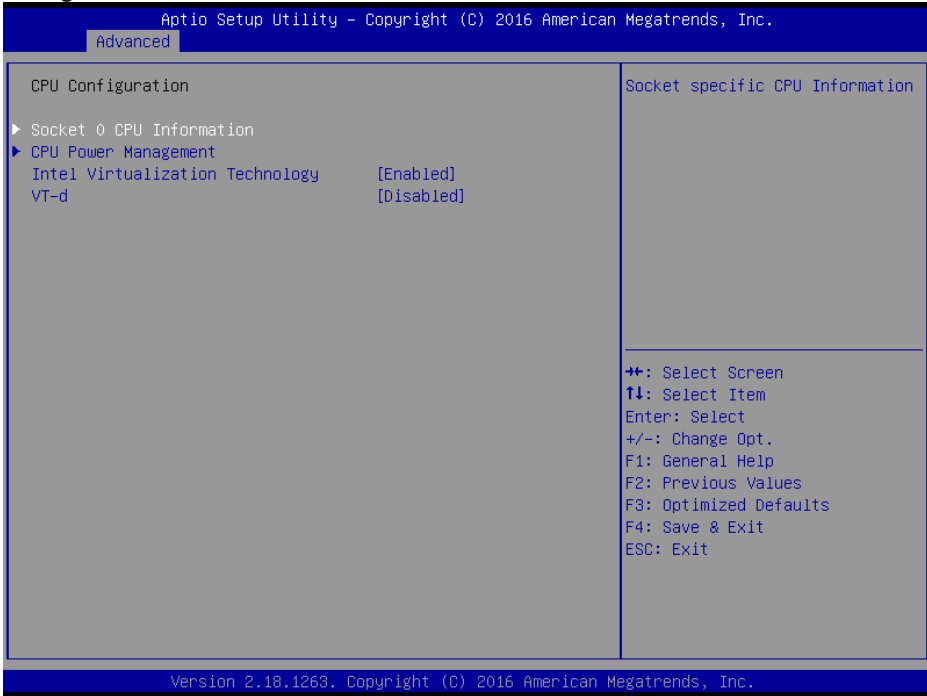 Aptio Setup Utility – Copyright (C) 2016 American Megatrends, Inc.
Advanced
CPU Configuration
Socket 0 CPU Information
CPU Power Management
Intel Virtualization Technology [Enabled]
VT-d [Disabled]
Socket specific CPU Information
→←: Select Screen
↑↓: Select Item
Enter: Select
+/-: Change Opt.
F1: General Help
F2: Previous Values
F3: Optimized Defaults
F4: Save & Exit
ESC: Exit
Version 2.18.1263. Copyright (C) 2016 American Megatrends, Inc.